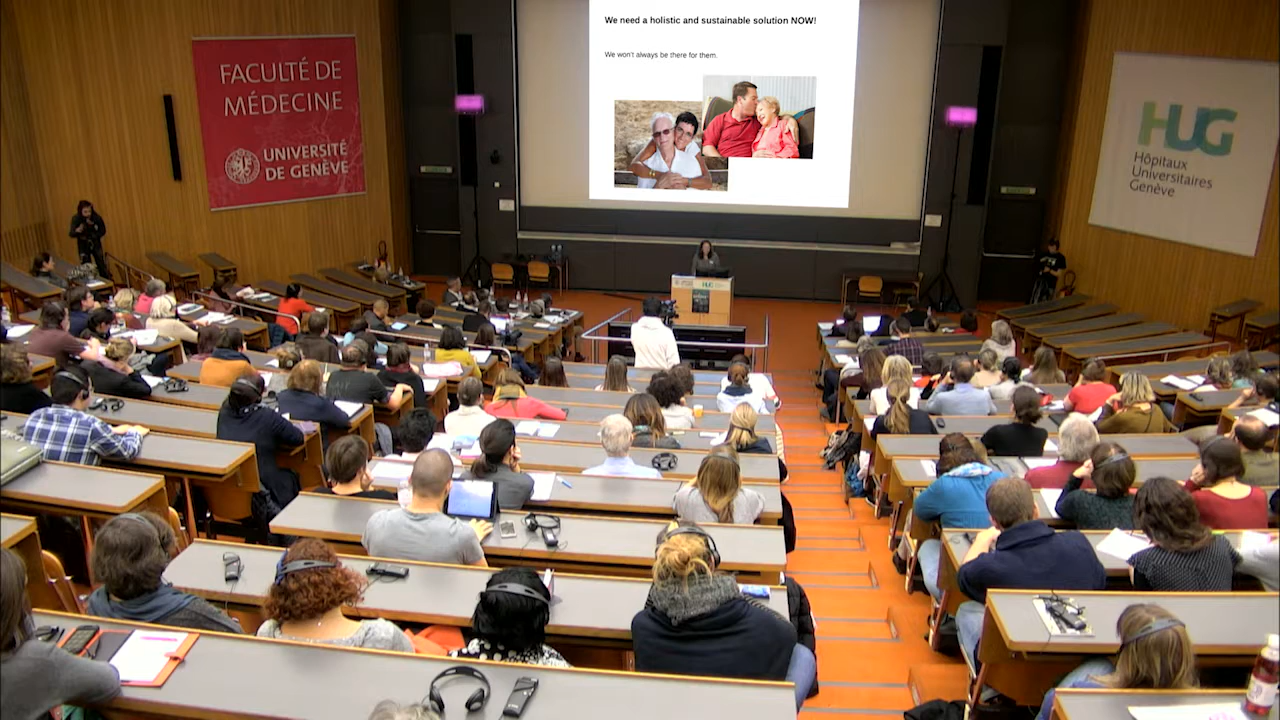 We need a holistic and sustainable solution NOW!
We won't always be there for them.
FACULTÉ DE
MÉDECINE
UNIVERSITÉ
DE GENÈVE
HUG
Hôpitaux
Universitaires
Genève
HUG